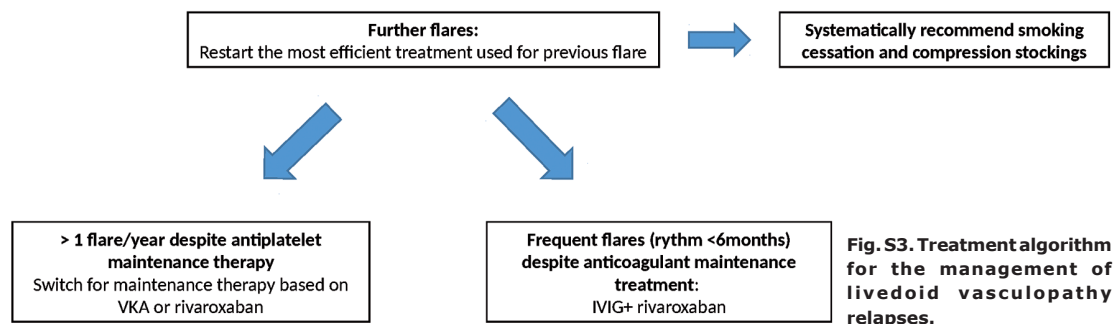 Further flares:
Restart the most efficient treatment used for previous flare
Systematically recommend smoking
cessation and compression stockings
> 1 flare/year despite antiplatelet
maintenance therapy
Switch for maintenance therapy based on
VKA or rivaroxaban
Frequent flares (rythm <6months)
despite anticoagulant maintenance
treatment:
IVIG+ rivaroxaban
Fig. S3. Treatment algorithm
for the management of
livedoid vasculopathy
relapses.